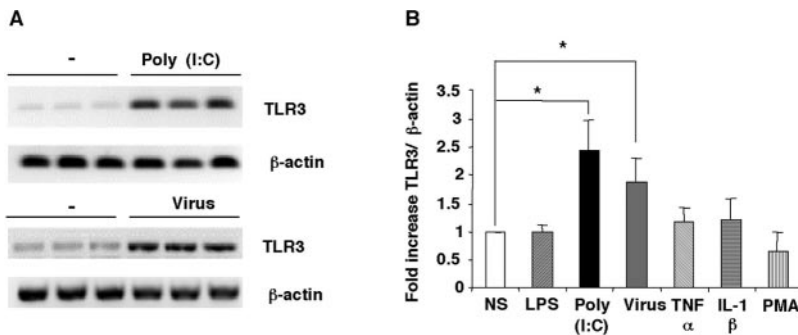 A
- Poly (I:C)
TLR3
β-actin
- Virus
TLR3
β-actin
B
Fold increase TLR3/ β-actin
* *
3.5
3
2.5
2
1.5
1
0.5
0
NS LPS Poly (I:C) Virus TNF α IL-1 β PMA